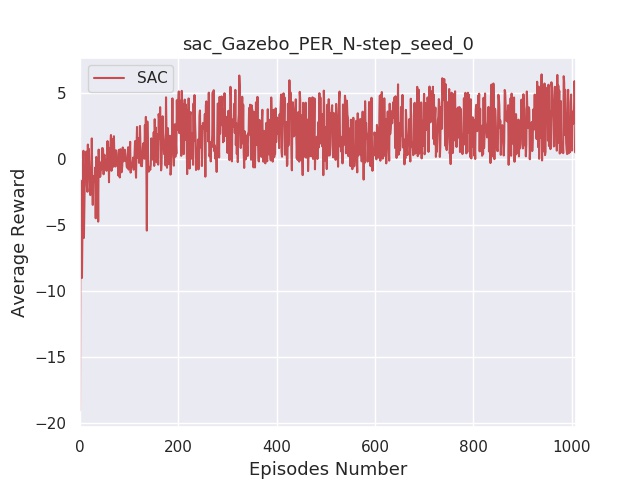 sac_Gazebo_PER_N-step_seed_0
SAC
5
0
−5
−10
−15
−20
Average Reward
0 200 400 600 800 1000
Episodes Number